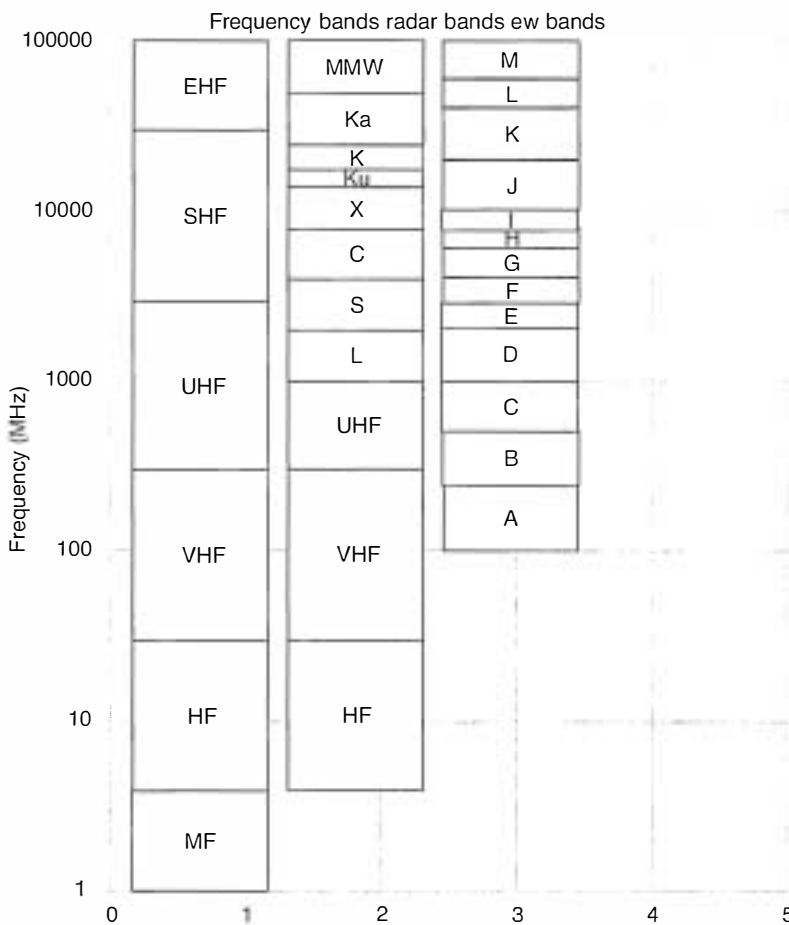 Frequency bands radar bands ew bands
Frequency (MHz)
100000
10000
1000
100
10
1
EHF
SHF
UHF
VHF
HF
MF
MMW
Ka
K
Ku
X
C
S
L
UHF
VHF
HF
M
L
K
J
I
H
G
F
E
D
C
B
A
0 1 2 3 4 5